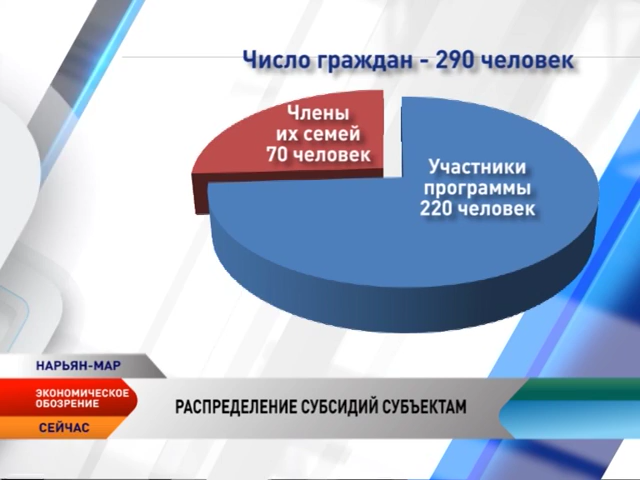 Число граждан - 290 человек
Члены
их семей
70 человек
Участники
программы
220 человек
НАРЬЯН-МАР
ЭКОНОМИЧЕСКОЕ
ОБОЗРЕНИЕ
РАСПРЕДЕЛЕНИЕ СУБСИДИЙ СУБЪЕКТАМ
СЕЙЧАС